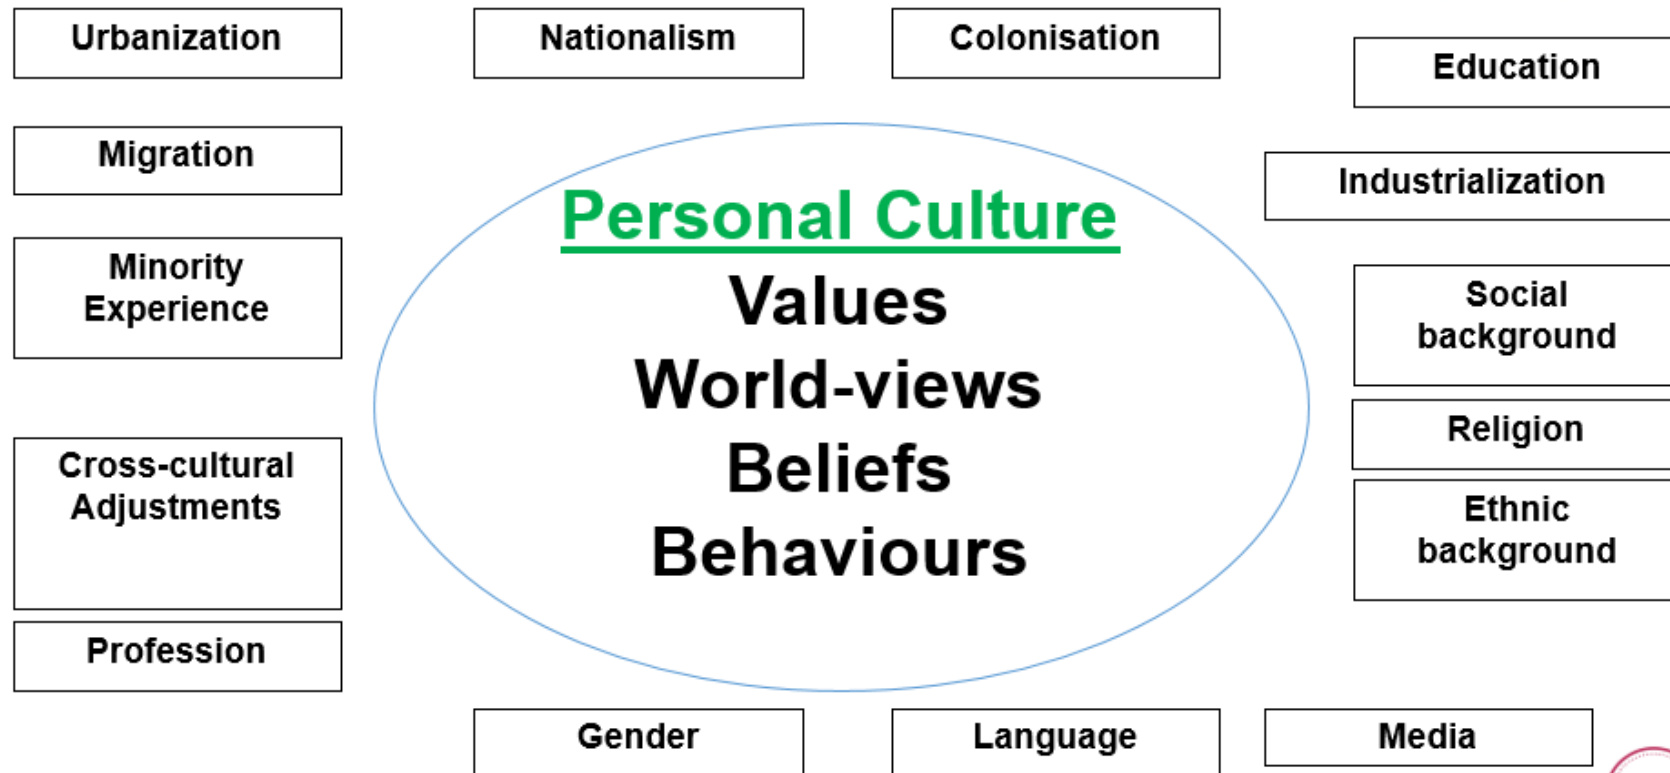 Urbanization
Nationalism
Colonisation
Education
Migration
Industrialization
Personal Culture
Values
World-views
Beliefs
Behaviours
Minority
Experience
Social
background
Cross-cultural
Adjustments
Religion
Ethnic
background
Profession
Gender
Language
Media